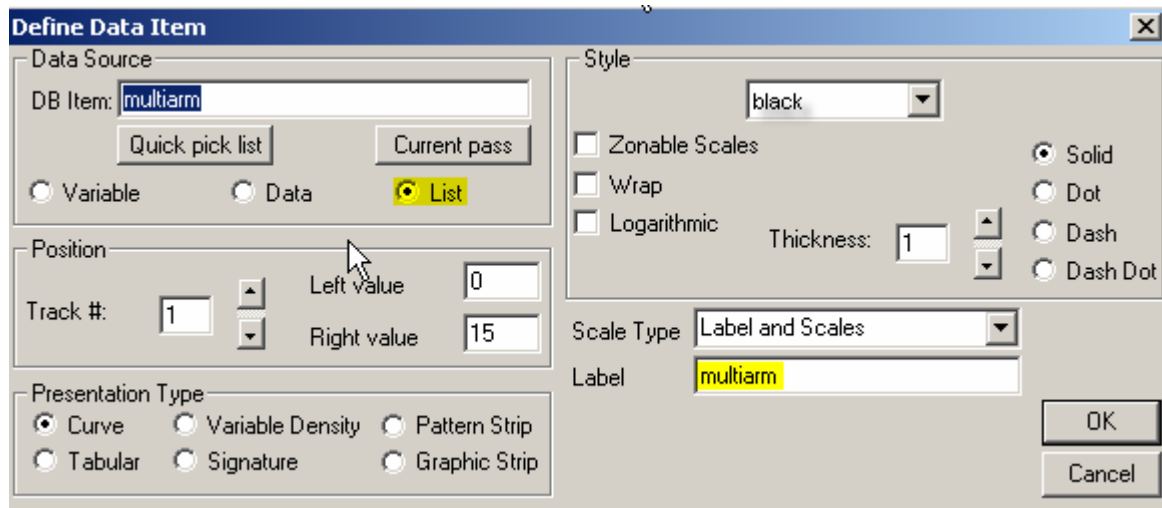 Define Data Item
Data Source
DB Item: multiarm
Quick pick list Current pass
Variable Data List
Position
Track #: 1
Left value 0
Right value 15
Presentation Type
Curve Variable Density Pattern Strip
Tabular Signature Graphic Strip
Style
black
Zonable Scales
Wrap
Logarithmic
Thickness: 1
Solid
Dot
Dash
Dash Dot
Scale Type Label and Scales
Label multiarm
OK
Cancel